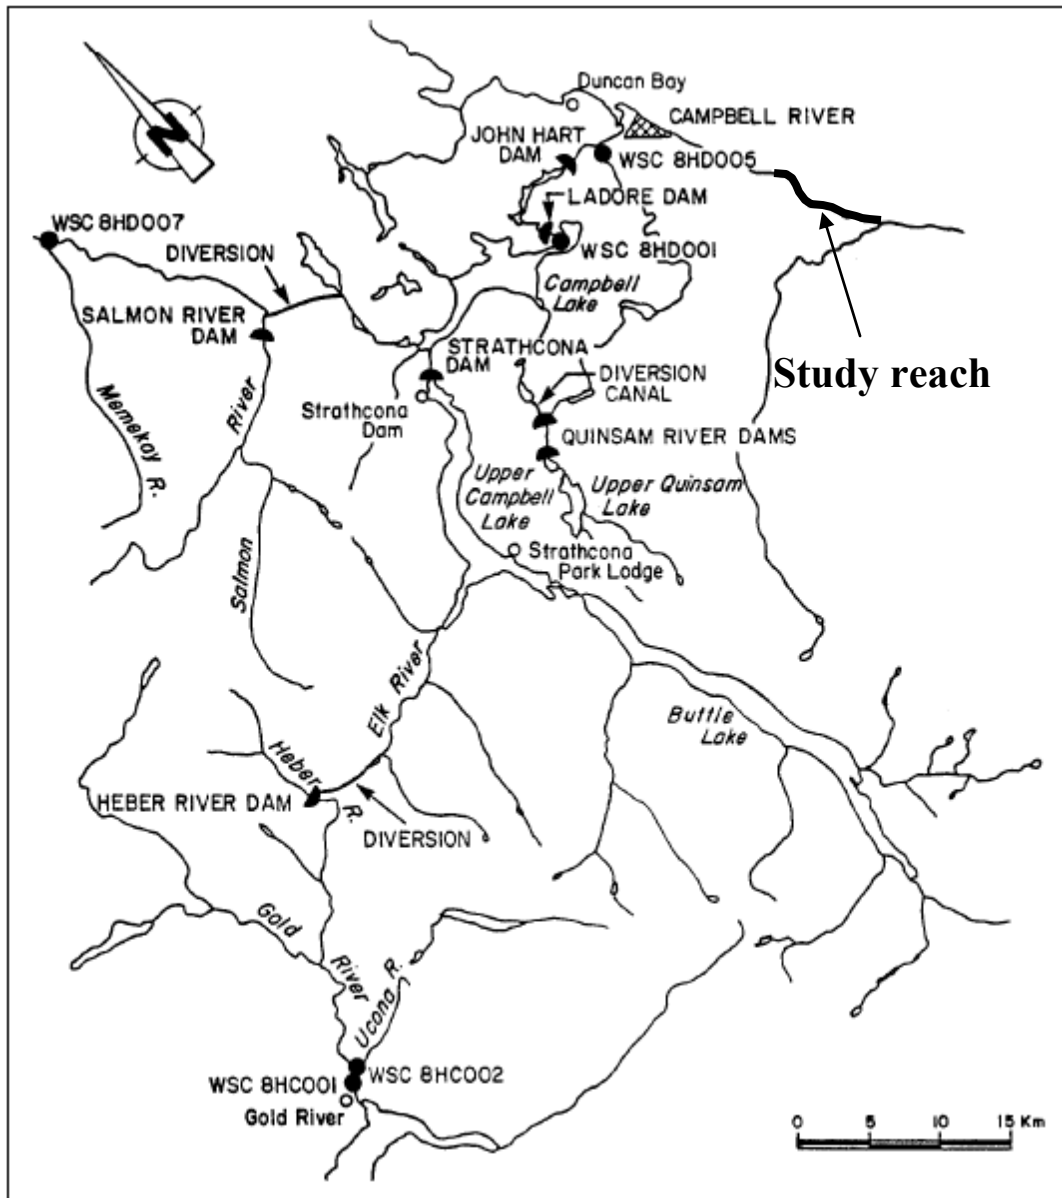 Duncan Bay
CAMPBELL RIVER
JOHN HART
DAM
WSC 8HD005
LADORE DAM
WSC 8HD007
DIVERSION
WSC 8HD001
Campbell
Lake
SALMON RIVER
DAM
STRATHCONA
DAM
DIVERSION
CANAL
Study reach
Memekay R.
River
Strathcona
Dam
QUINSAM RIVER DAMS
Upper
Campbell
Lake
Upper Quinsam
Lake
Strathcona
Park Lodge
Salmon
Elk River
Buttle
Lake
Heber
R.
HEBER RIVER DAM
DIVERSION
Gold
River
Ucona R.
WSC 8HC001
WSC 8HC002
Gold River
0 5 10 15 Km
N